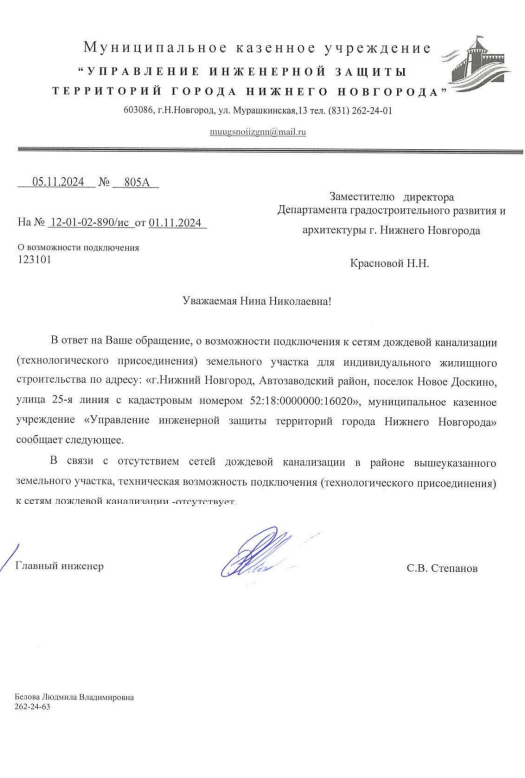 Муниципальное казенное учреждение
“УПРАВЛЕНИЕ ИНЖЕНЕРНОЙ ЗАЩИТЫ
ТЕРРИТОРИЙ ГОРОДА НИЖНЕГО НОВГОРОДА”
603086, г.Н.Новгород, ул. Мурашкинская,13 тел. (831) 262-24-01
muugsnoiizgnn@mail.ru
05.11.2024 № 805А
На № 12-01-02-890/ис от 01.11.2024
О возможности подключения
123101
Заместителю директора
Департамента градостроительного развития и
архитектуры г. Нижнего Новгорода
Красновой Н.Н.
Уважаемая Нина Николаевна!
В ответ на Ваше обращение, о возможности подключения к сетям дождевой канализации
(технологического присоединения) земельного участка для индивидуального жилищного
строительства по адресу: «г.Нижний Новгород, Автозаводский район, поселок Новое Доскино,
улица 25-я линия с кадастровым номером 52:18:0000000:16020», муниципальное казенное
учреждение «Управление инженерной защиты территорий города Нижнего Новгорода»
сообщает следующее.
В связи с отсутствием сетей дождевой канализации в районе вышеуказанного
земельного участка, техническая возможность подключения (технологического присоединения)
к сетям дождевой канализации -отсутствует.
Главный инженер
С.В. Степанов
Белова Людмила Владимировна
262-24-63